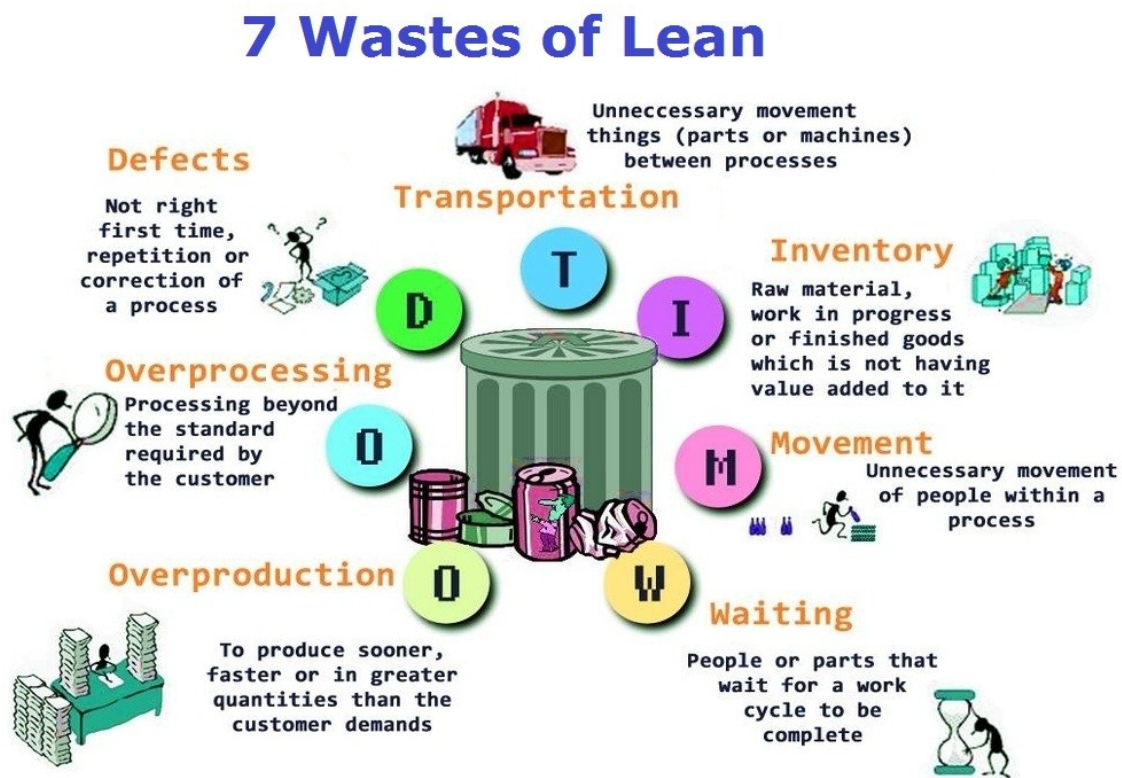 7 Wastes of Lean
Unneccessary movement
things (parts or machines)
between processes
Transportation
T
Inventory
Raw material,
work in progress
or finished goods
which is not having
value added to it
I
Movement
Unnecessary movement
of people within a
process
M
Waiting
People or parts that
wait for a work
cycle to be
complete
W
Overproduction
To produce sooner,
faster or in greater
quantities than the
customer demands
O
Overprocessing
Processing beyond
the standard
required by
the customer
O
Defects
Not right
first time,
repetition or
correction of
a process
D